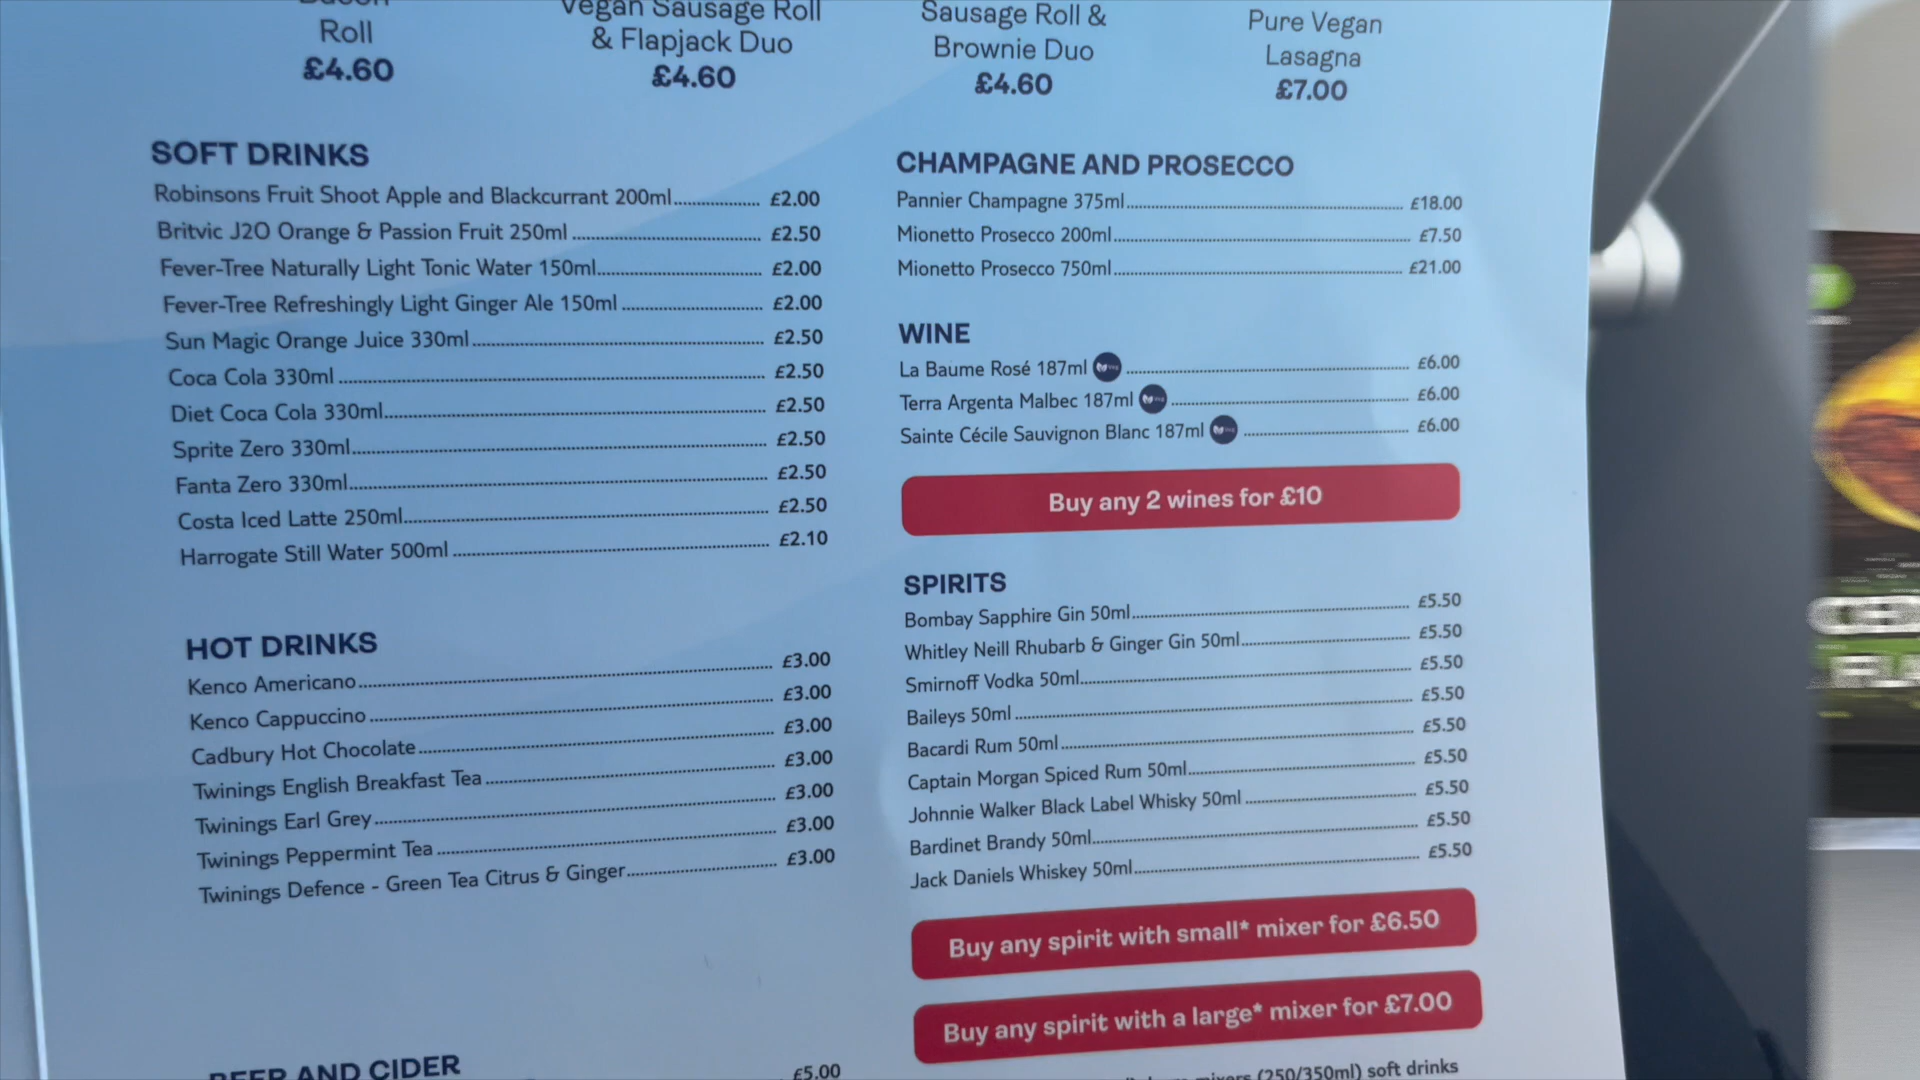 Roll
£4.60
Vegan Sausage Roll
& Flapjack Duo
£4.60
Sausage Roll &
Brownie Duo
£4.60
Pure Vegan
Lasagna
£7.00
SOFT DRINKS
Robinsons Fruit Shoot Apple and Blackcurrant 200ml £2.00
Britvic J2O Orange & Passion Fruit 250ml £2.50
Fever-Tree Naturally Light Tonic Water 150ml £2.00
Fever-Tree Refreshingly Light Ginger Ale 150ml £2.00
Sun Magic Orange Juice 330ml £2.50
Coca Cola 330ml £2.50
Diet Coca Cola 330ml £2.50
Sprite Zero 330ml £2.50
Fanta Zero 330ml £2.50
Costa Iced Latte 250ml £2.50
Harrogate Still Water 500ml £2.10
HOT DRINKS
Kenco Americano £3.00
Kenco Cappuccino £3.00
Cadbury Hot Chocolate £3.00
Twinings English Breakfast Tea £3.00
Twinings Earl Grey £3.00
Twinings Peppermint Tea £3.00
Twinings Defence - Green Tea Citrus & Ginger £3.00
BEER AND CIDER
£5.00
CHAMPAGNE AND PROSECCO
Pannier Champagne 375ml £18.00
Mionetto Prosecco 200ml £7.50
Mionetto Prosecco 750ml £21.00
WINE
La Baume Rosé 187ml £6.00
Terra Argenta Malbec 187ml £6.00
Sainte Cécile Sauvignon Blanc 187ml £6.00
Buy any 2 wines for £10
SPIRITS
Bombay Sapphire Gin 50ml £5.50
Whitley Neill Rhubarb & Ginger Gin 50ml £5.50
Smirnoff Vodka 50ml £5.50
Baileys 50ml £5.50
Bacardi Rum 50ml £5.50
Captain Morgan Spiced Rum 50ml £5.50
Johnnie Walker Black Label Whisky 50ml £5.50
Bardinet Brandy 50ml £5.50
Jack Daniels Whiskey 50ml £5.50
Buy any spirit with small* mixer for £6.50
Buy any spirit with a large* mixer for £7.00
mixers (250/350ml) soft drinks